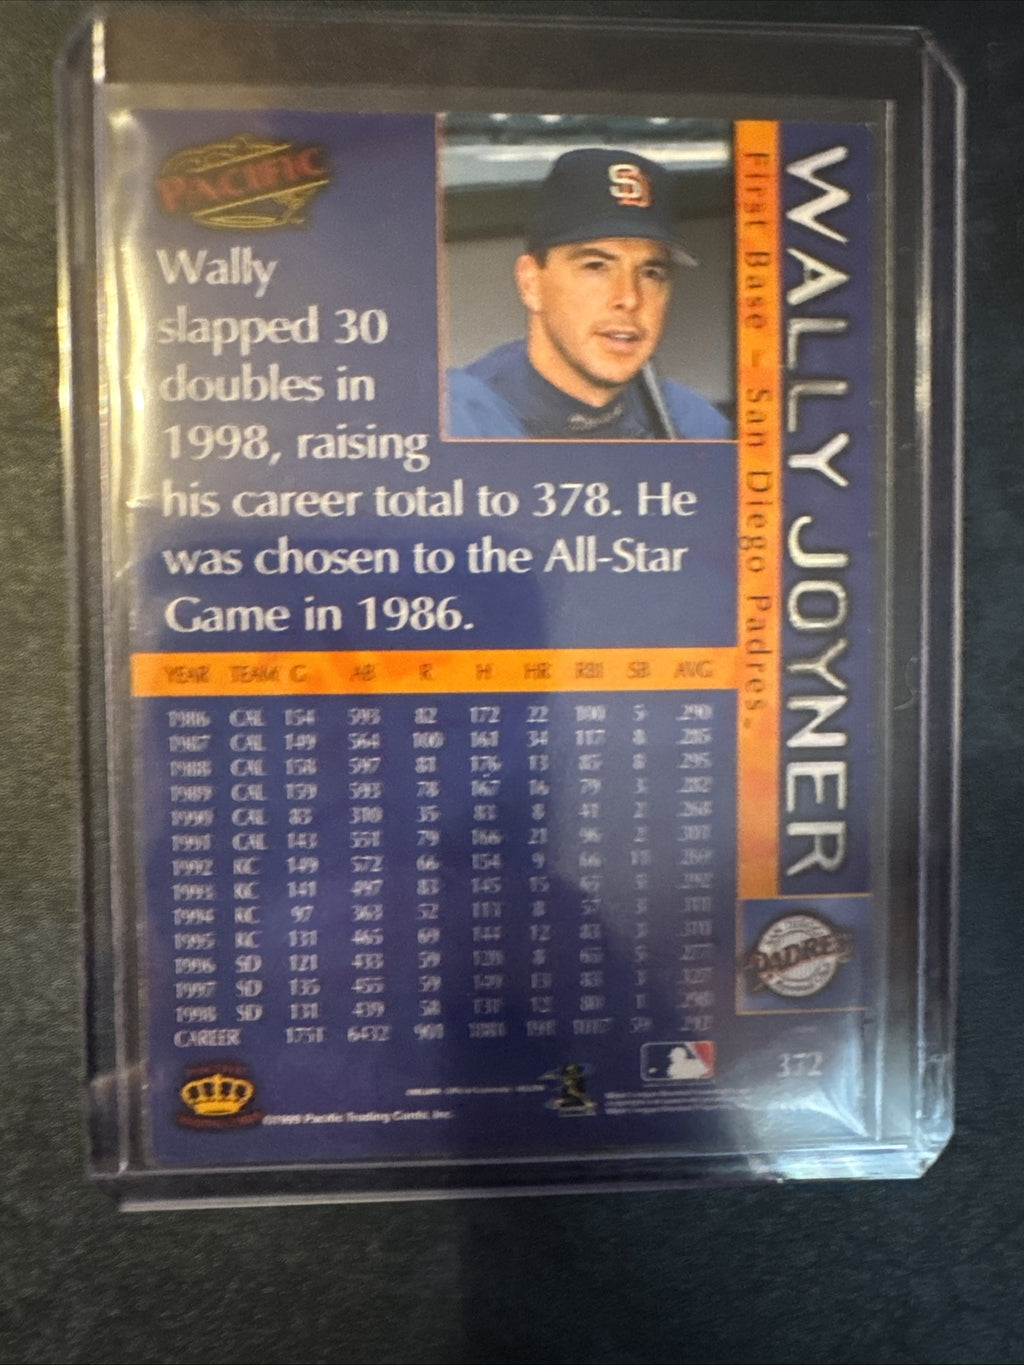 PACIFIC
Wally
slapped 30
doubles in
1998, raising
his career total to 378. He
was chosen to the All-Star
Game in 1986.
WALLY JOYNER
First Base – San Diego Padres
YEAR TEAM G AB R H HR RBI SB AVG
1986 CAL 154 593 82 172 22 100 5 .290
1987 CAL 149 564 100 161 34 117 8 .285
1988 CAL 158 597 81 176 13 85 8 .295
1989 CAL 159 593 78 167 16 79 3 .282
1990 CAL 83 310 35 83 8 41 2 .268
1991 CAL 143 551 79 166 21 96 2 .301
1992 KC 149 572 66 154 9 66 11 .269
1993 KC 141 497 83 145 15 65 5 .292
1994 KC 97 363 52 113 8 57 3 .311
1995 KC 131 465 69 144 12 83 3 .310
1996 SD 121 433 59 120 8 65 5 .277
1997 SD 135 455 59 149 13 83 3 .327
1998 SD 131 439 58 131 12 80 1 .298
CAREER 1751 6432 901 .292
PADRES
372
©1999 Pacific Trading Cards, Inc.